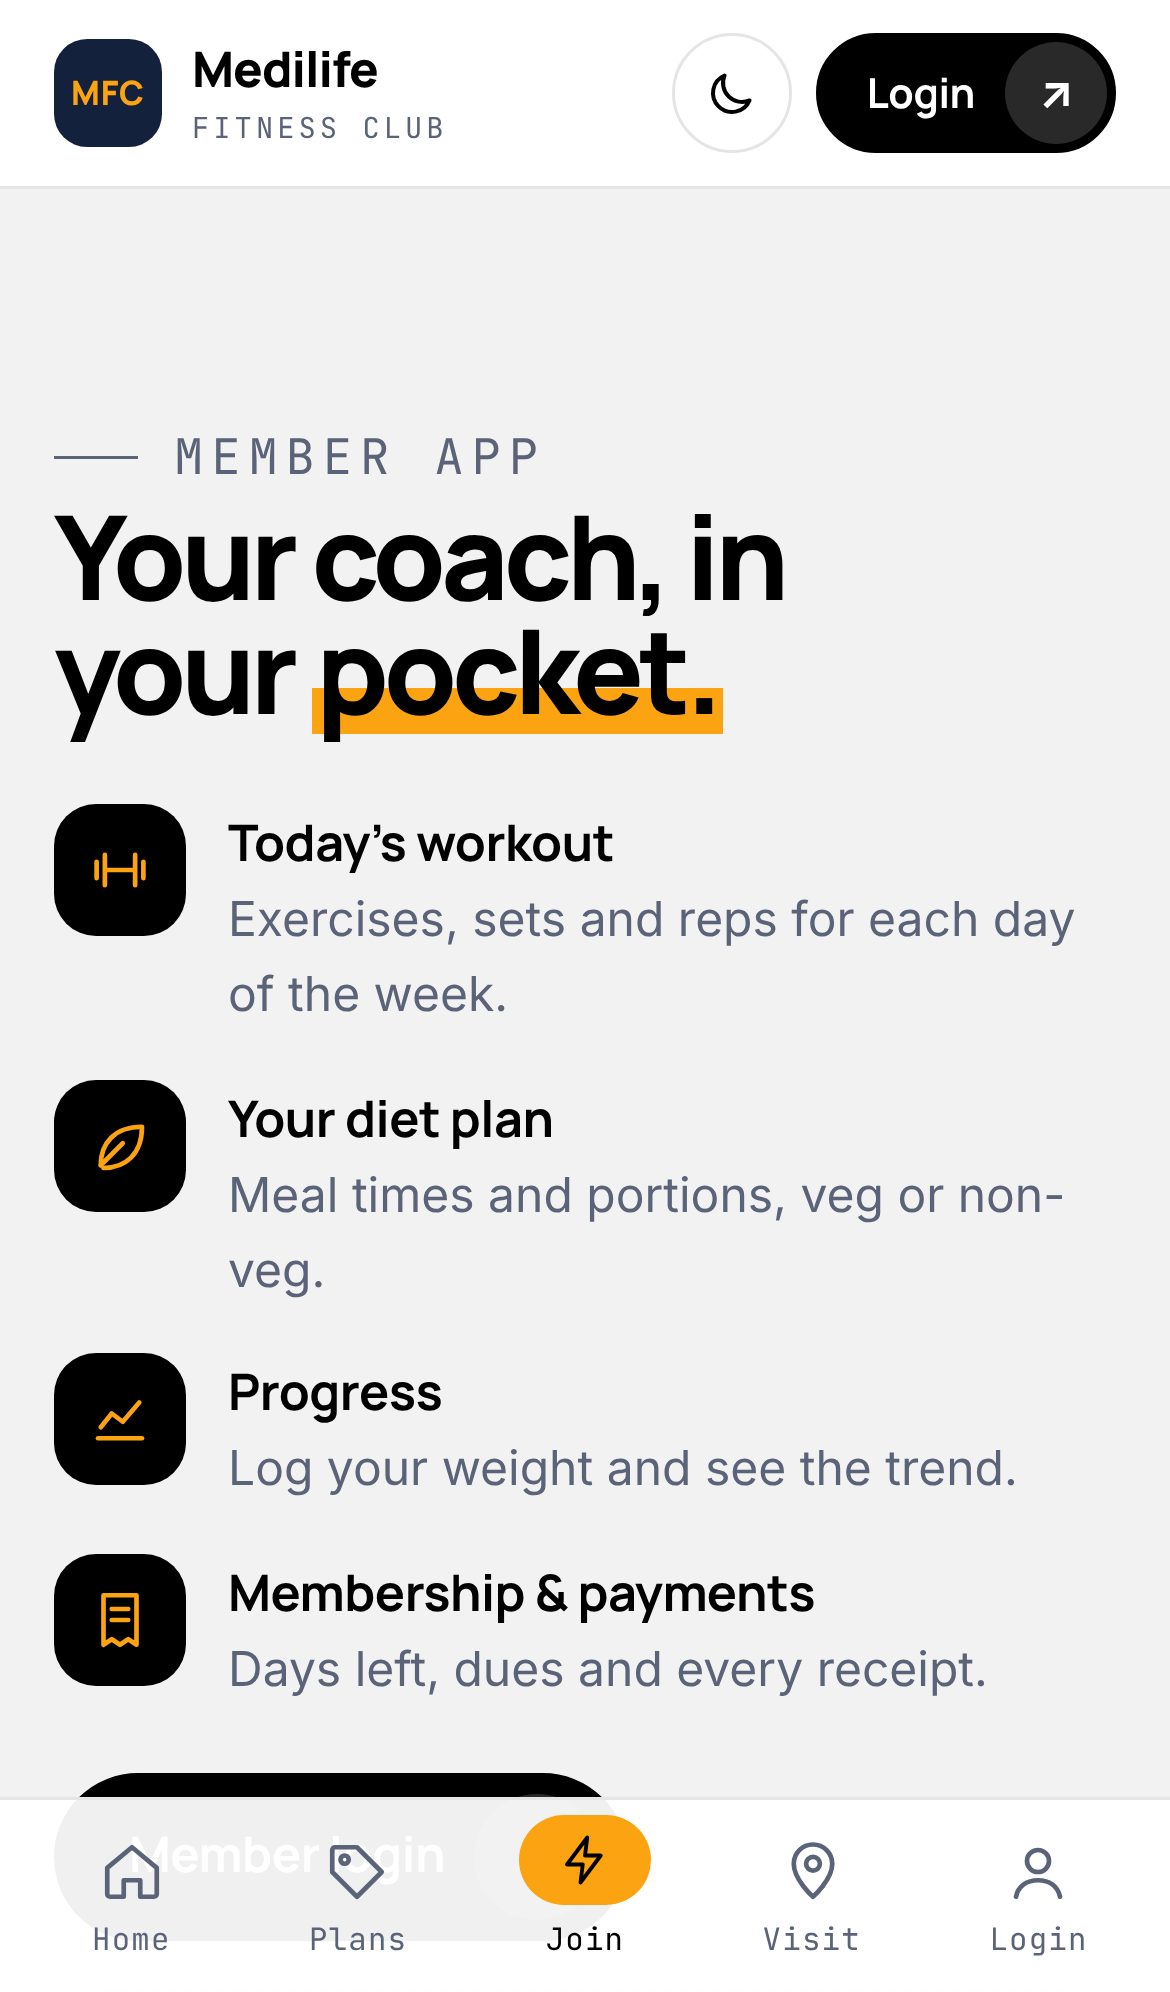 MFC
Medilife
FITNESS CLUB
Login
MEMBER APP
Your coach, in
your pocket.
Today’s workout
Exercises, sets and reps for each day
of the week.
Your diet plan
Meal times and portions, veg or non-
veg.
Progress
Log your weight and see the trend.
Membership & payments
Days left, dues and every receipt.
Member login
Home
Plans
Join
Visit
Login